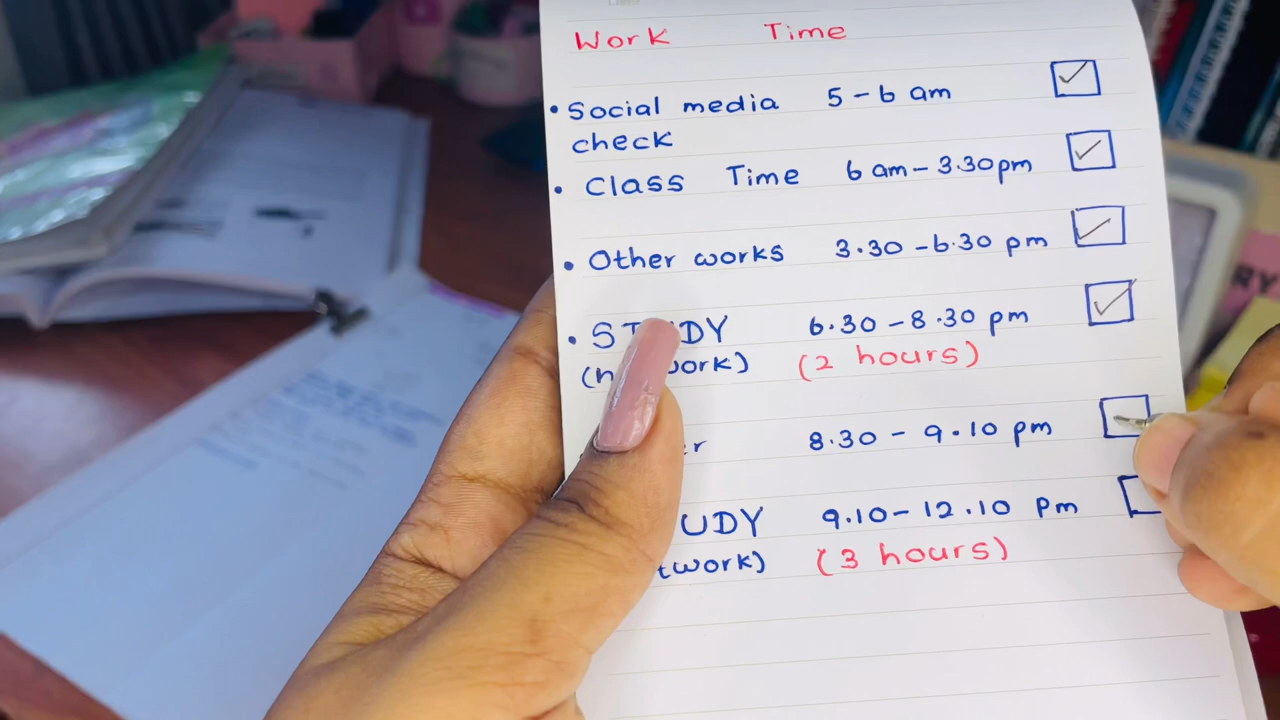 Work Time
• Social media 5 - 6 am
check
• Class Time 6 am - 3.30pm
• Other works 3.30 - 6.30 pm
• STUDY 6.30 - 8.30 pm
(2 hours)
8.30 - 9.10 pm
9.10 - 12.10 pm
(3 hours)